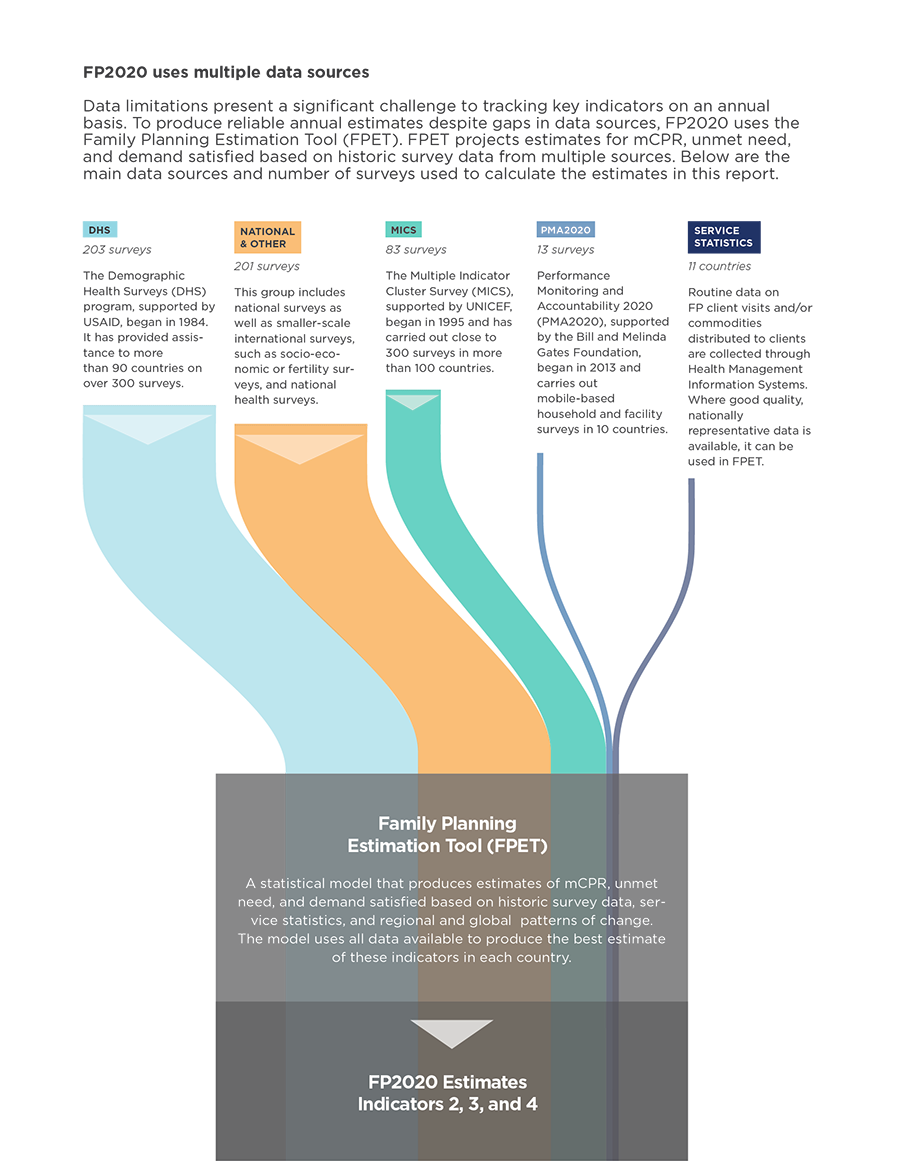 FP2020 uses multiple data sources
Data limitations present a significant challenge to tracking key indicators on an annual
basis. To produce reliable annual estimates despite gaps in data sources, FP2020 uses the
Family Planning Estimation Tool (FPET). FPET projects estimates for mCPR, unmet need,
and demand satisfied based on historic survey data from multiple sources. Below are the
main data sources and number of surveys used to calculate the estimates in this report.
DHS
203 surveys
The Demographic
Health Surveys (DHS)
program, supported by
USAID, began in 1984.
It has provided assis-
tance to more
than 90 countries on
over 300 surveys.
NATIONAL
& OTHER
201 surveys
This group includes
national surveys as
well as smaller-scale
international surveys,
such as socio-eco-
nomic or fertility sur-
veys, and national
health surveys.
MICS
83 surveys
The Multiple Indicator
Cluster Survey (MICS),
supported by UNICEF,
began in 1995 and has
carried out close to
300 surveys in more
than 100 countries.
PMA2020
13 surveys
Performance
Monitoring and
Accountability 2020
(PMA2020), supported
by the Bill and Melinda
Gates Foundation,
began in 2013 and
carries out
mobile-based
household and facility
surveys in 10 countries.
SERVICE
STATISTICS
11 countries
Routine data on
FP client visits and/or
commodities
distributed to clients
are collected through
Health Management
Information Systems.
Where good quality,
nationally
representative data is
available, it can be
used in FPET.
Family Planning
Estimation Tool (FPET)
A statistical model that produces estimates of mCPR, unmet
need, and demand satisfied based on historic survey data, ser-
vice statistics, and regional and global patterns of change.
The model uses all data available to produce the best estimate
of these indicators in each country.
FP2020 Estimates
Indicators 2, 3, and 4